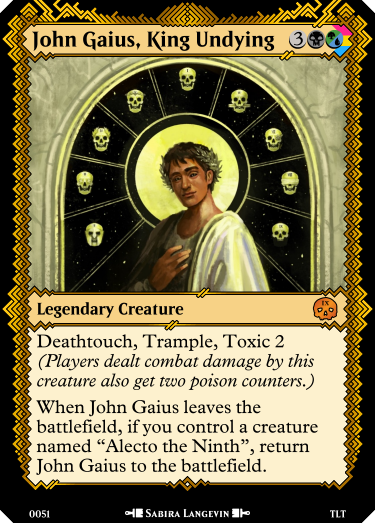 John Gaius, King Undying 3
Legendary Creature
IX
Deathtouch, Trample, Toxic 2
(Players dealt combat damage by this
creature also get two poison counters.)
When John Gaius leaves the
battlefield, if you control a creature
named “Alecto the Ninth”, return
John Gaius to the battlefield.
0051 Sabira Langevin TLT